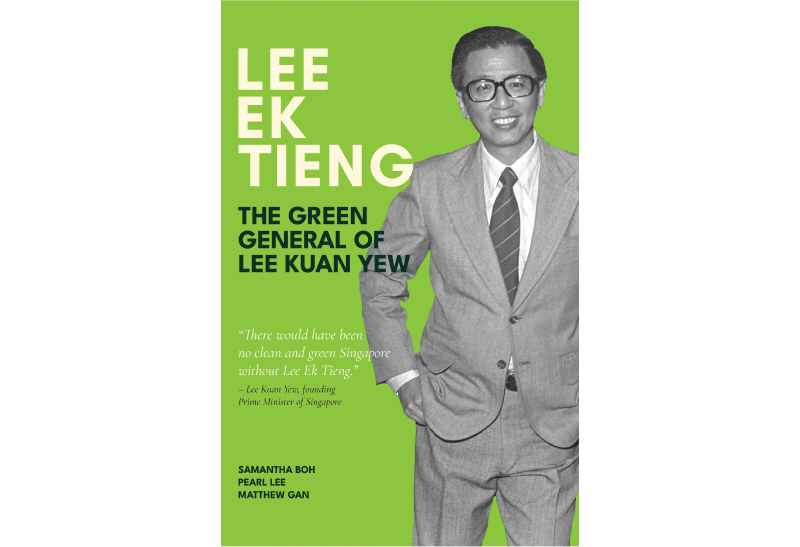 LEE
EK
TIENG
THE GREEN
GENERAL OF
LEE KUAN YEW
“There would have been
no clean and green Singapore
without Lee Ek Tieng.”
– Lee Kuan Yew, founding
Prime Minister of Singapore
SAMANTHA BOH
PEARL LEE
MATTHEW GAN